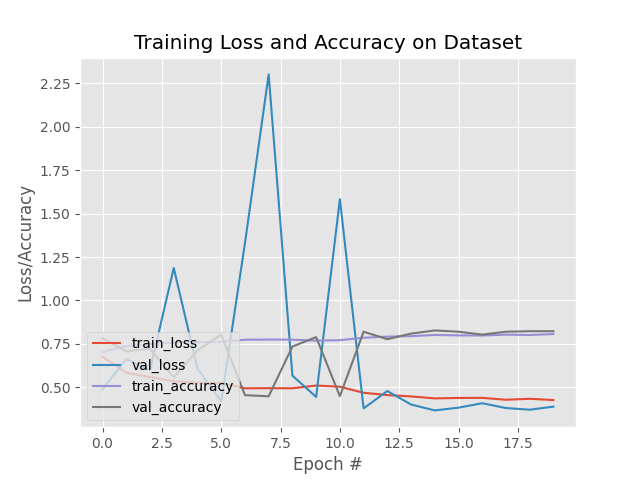 Training Loss and Accuracy on Dataset
Loss/Accuracy
2.25
2.00
1.75
1.50
1.25
1.00
0.75
0.50
train_loss
val_loss
train_accuracy
val_accuracy
0.0 2.5 5.0 7.5 10.0 12.5 15.0 17.5
Epoch #